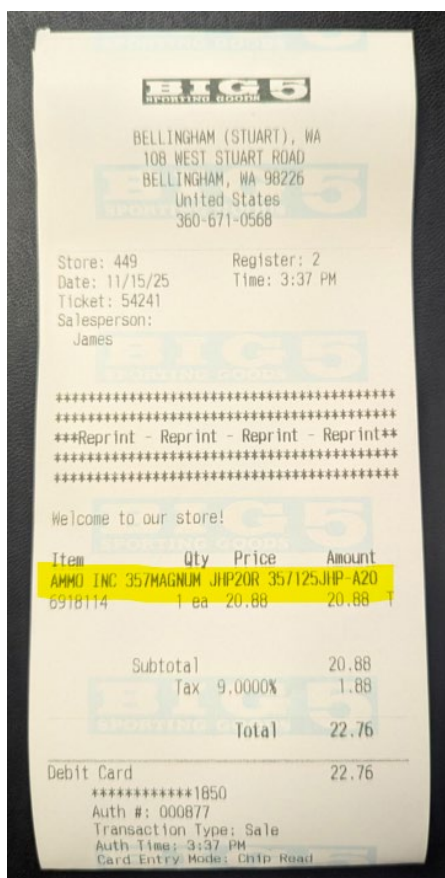 BIG 5
SPORTING GOODS
BELLINGHAM (STUART), WA
108 WEST STUART ROAD
BELLINGHAM, WA 98226
United States
360-671-0568
Store: 449 Register: 2
Date: 11/15/25 Time: 3:37 PM
Ticket: 54241
Salesperson:
James
****************************************
****************************************
***Reprint - Reprint - Reprint - Reprint**
****************************************
****************************************
Welcome to our store!
Item Qty Price Amount
AMMO INC 357MAGNUM JHP20R 357125JHP-A20
6918114 1 ea 20.88 20.88 T
Subtotal 20.88
Tax 9.0000% 1.88
Total 22.76
Debit Card 22.76
************1850
Auth #: 000877
Transaction Type: Sale
Auth Time: 3:37 PM
Card Entry Mode: Chip Read